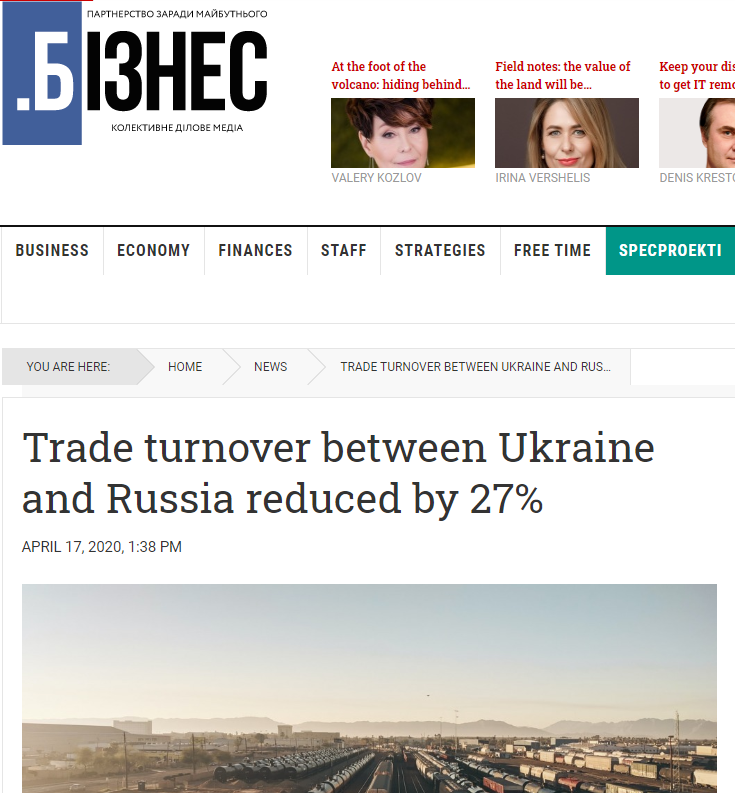 ПАРТНЕРСТВО ЗАРАДИ МАЙБУТНЬОГО
.БІЗНЕС
КОЛЕКТИВНЕ ДІЛОВЕ МЕДІА
At the foot of the
volcano: hiding behind...
VALERY KOZLOV
Field notes: the value of
the land will be...
IRINA VERSHELIS
Keep your
to get IT
DENIS
BUSINESS
ECONOMY
FINANCES
STAFF
STRATEGIES
FREE TIME
SPECPROEKTI
YOU ARE HERE:
HOME
NEWS
TRADE TURNOVER BETWEEN UKRAINE AND RUS...
Trade turnover between Ukraine
and Russia reduced by 27%
APRIL 17, 2020, 1:38 PM